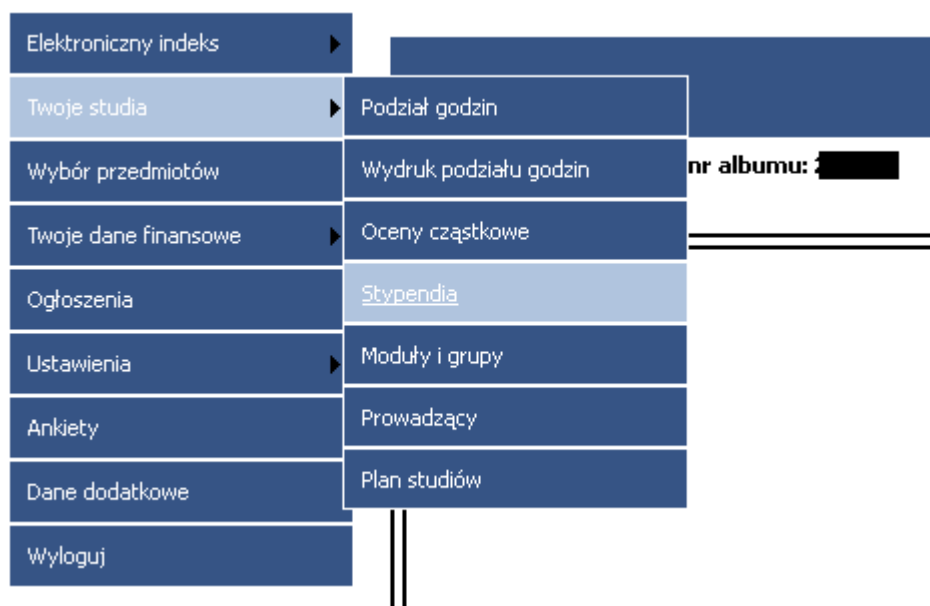 Elektroniczny indeks
Twoje studia
Wybór przedmiotów
Twoje dane finansowe
Ogłoszenia
Ustawienia
Ankiety
Dane dodatkowe
Wyloguj
Podział godzin
Wydruk podziału godzin
Oceny cząstkowe
Stypendia
Moduły i grupy
Prowadzący
Plan studiów
nr albumu: